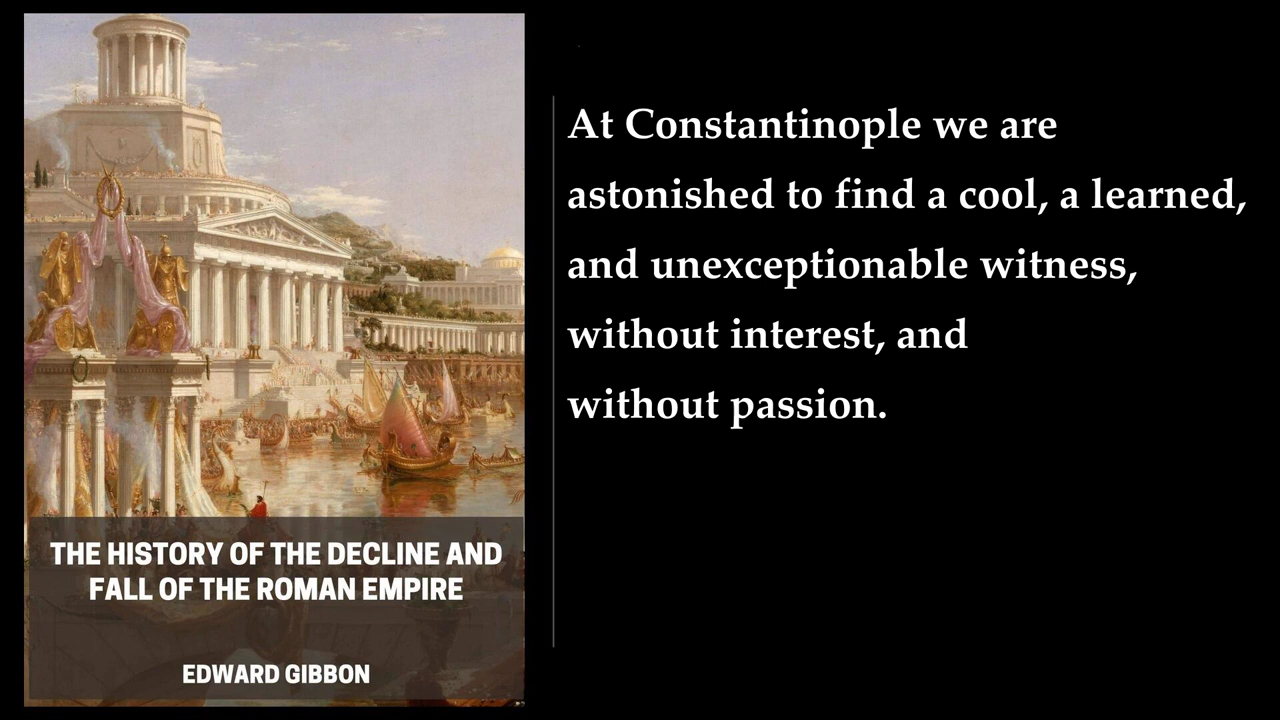 THE HISTORY OF THE DECLINE AND
FALL OF THE ROMAN EMPIRE
EDWARD GIBBON
At Constantinople we are
astonished to find a cool, a learned,
and unexceptionable witness,
without interest, and
without passion.